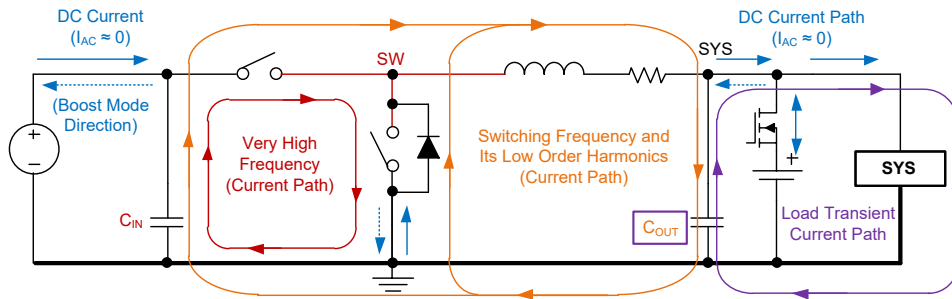 DC Current
(IAC ≈ 0)
(Boost Mode
Direction)
+
−
CIN
Very High
Frequency
(Current Path)
SW
Switching Frequency and
Its Low Order Harmonics
(Current Path)
SYS
COUT
DC Current Path
(IAC ≈ 0)
+
SYS
Load Transient
Current Path